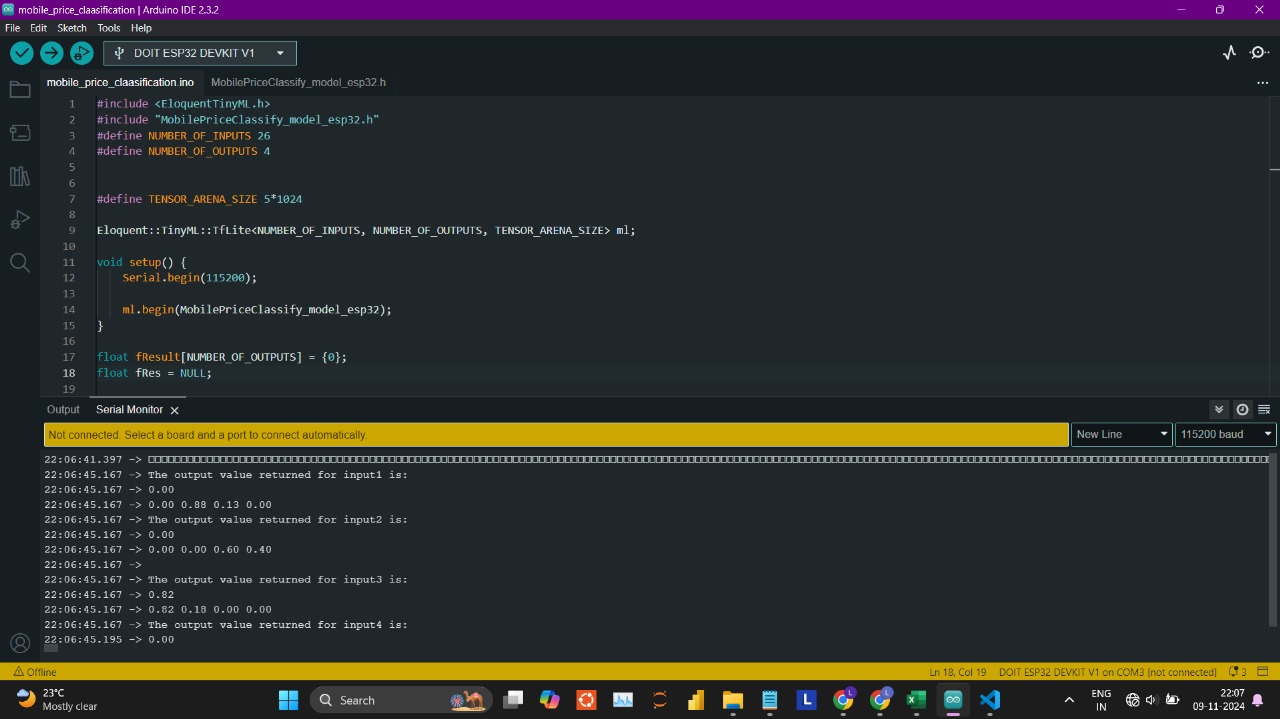 mobile_price_claasification | Arduino IDE 2.3.2
File Edit Sketch Tools Help
DOIT ESP32 DEVKIT V1
mobile_price_claasification.ino MobilePriceClassify_model_esp32.h
1 #include <EloquentTinyML.h>
2 #include "MobilePriceClassify_model_esp32.h"
3 #define NUMBER_OF_INPUTS 26
4 #define NUMBER_OF_OUTPUTS 4
5
6
7 #define TENSOR_ARENA_SIZE 5*1024
8
9 Eloquent::TinyML::TfLite<NUMBER_OF_INPUTS, NUMBER_OF_OUTPUTS, TENSOR_ARENA_SIZE> ml;
10
11 void setup() {
12 Serial.begin(115200);
13
14 ml.begin(MobilePriceClassify_model_esp32);
15 }
16
17 float fResult[NUMBER_OF_OUTPUTS] = {0};
18 float fRes = NULL;
19
Output Serial Monitor
Not connected. Select a board and a port to connect automatically.
New Line 115200 baud
22:06:41.397 ->
22:06:45.167 -> The output value returned for input1 is:
22:06:45.167 -> 0.00
22:06:45.167 -> 0.00 0.88 0.13 0.00
22:06:45.167 -> The output value returned for input2 is:
22:06:45.167 -> 0.00
22:06:45.167 -> 0.00 0.00 0.60 0.40
22:06:45.167 ->
22:06:45.167 -> The output value returned for input3 is:
22:06:45.167 -> 0.82
22:06:45.167 -> 0.82 0.18 0.00 0.00
22:06:45.167 -> The output value returned for input4 is:
22:06:45.195 -> 0.00
Offline
Ln 18, Col 19 DOIT ESP32 DEVKIT V1 on COM3 [not connected] 3
23°C
Mostly clear
Search
L
L
L
ENG
IN
22:07
09-11-2024